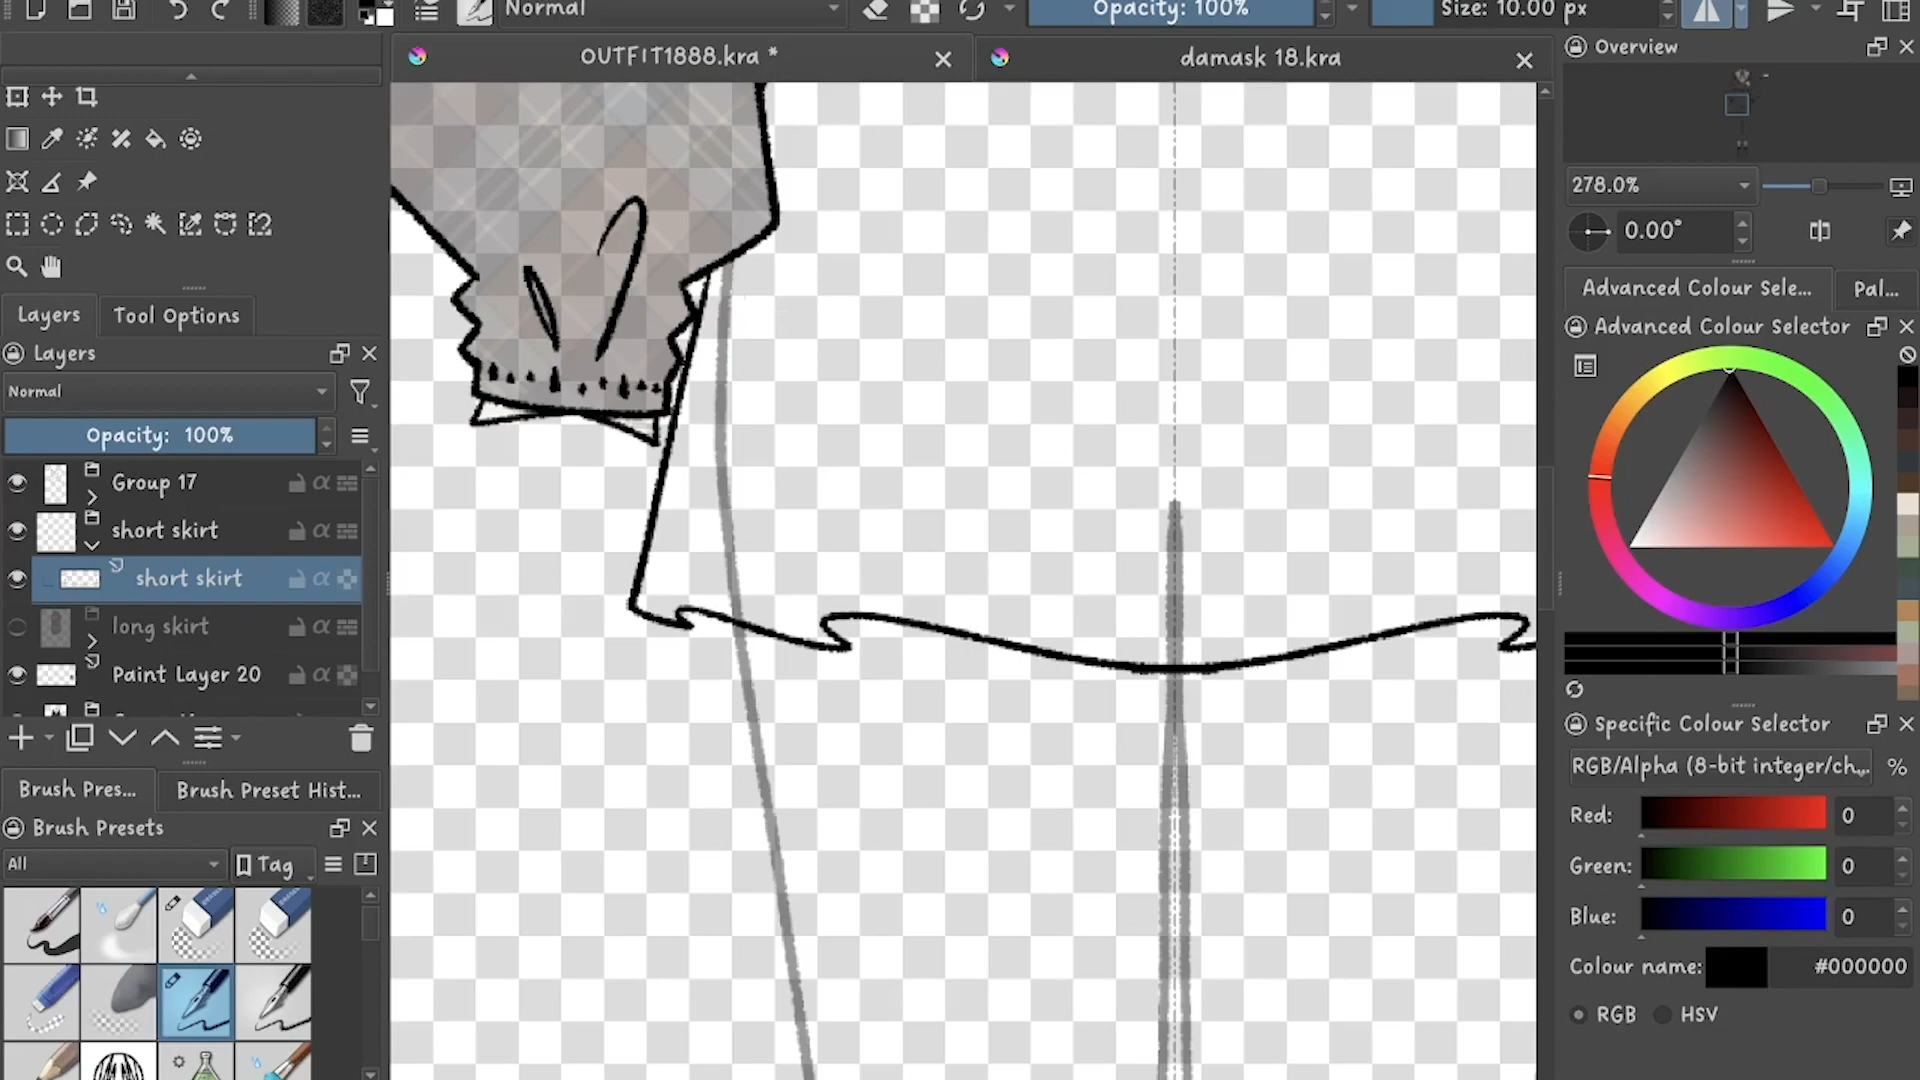 Normal
Opacity: 100%
Size: 10.00 px
OUTFIT1888.kra *
damask 18.kra
Overview
278.0%
0.00°
Layers
Tool Options
Layers
Normal
Opacity: 100%
Group 17
short skirt
short skirt
long skirt
Paint Layer 20
Brush Pres...
Brush Preset Hist...
Brush Presets
All
Tag
Advanced Colour Sele...
Pal...
Advanced Colour Selector
Specific Colour Selector
RGB/Alpha (8-bit integer/ch...
%
Red:
0
Green:
0
Blue:
0
Colour name:
#000000
RGB
HSV